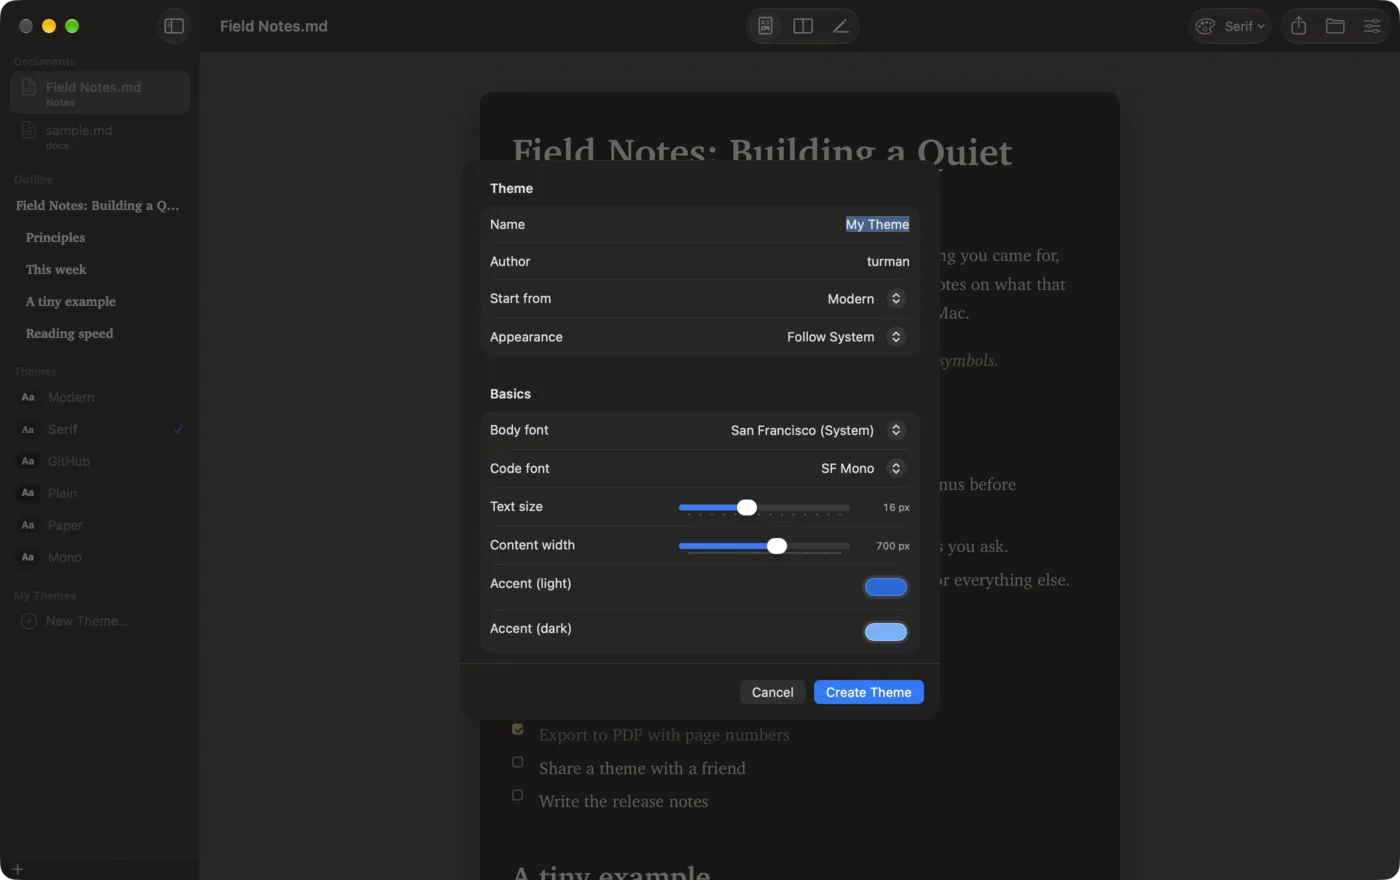 Field Notes.md
Serif
Documents
Field Notes.md
Notes
sample.md
docs
Outline
Field Notes: Building a Q...
Principles
This week
A tiny example
Reading speed
Themes
Aa Modern
Aa Serif
Aa GitHub
Aa Plain
Aa Paper
Aa Mono
My Themes
New Theme...
Field Notes: Building a Quiet
ng you came for,
otes on what that
Mac.
symbols.
nus before
s you ask.
or everything else.
Theme
Name My Theme
Author turman
Start from Modern
Appearance Follow System
Basics
Body font San Francisco (System)
Code font SF Mono
Text size 16 px
Content width 700 px
Accent (light)
Accent (dark)
Cancel Create Theme
Export to PDF with page numbers
Share a theme with a friend
Write the release notes
A tiny example